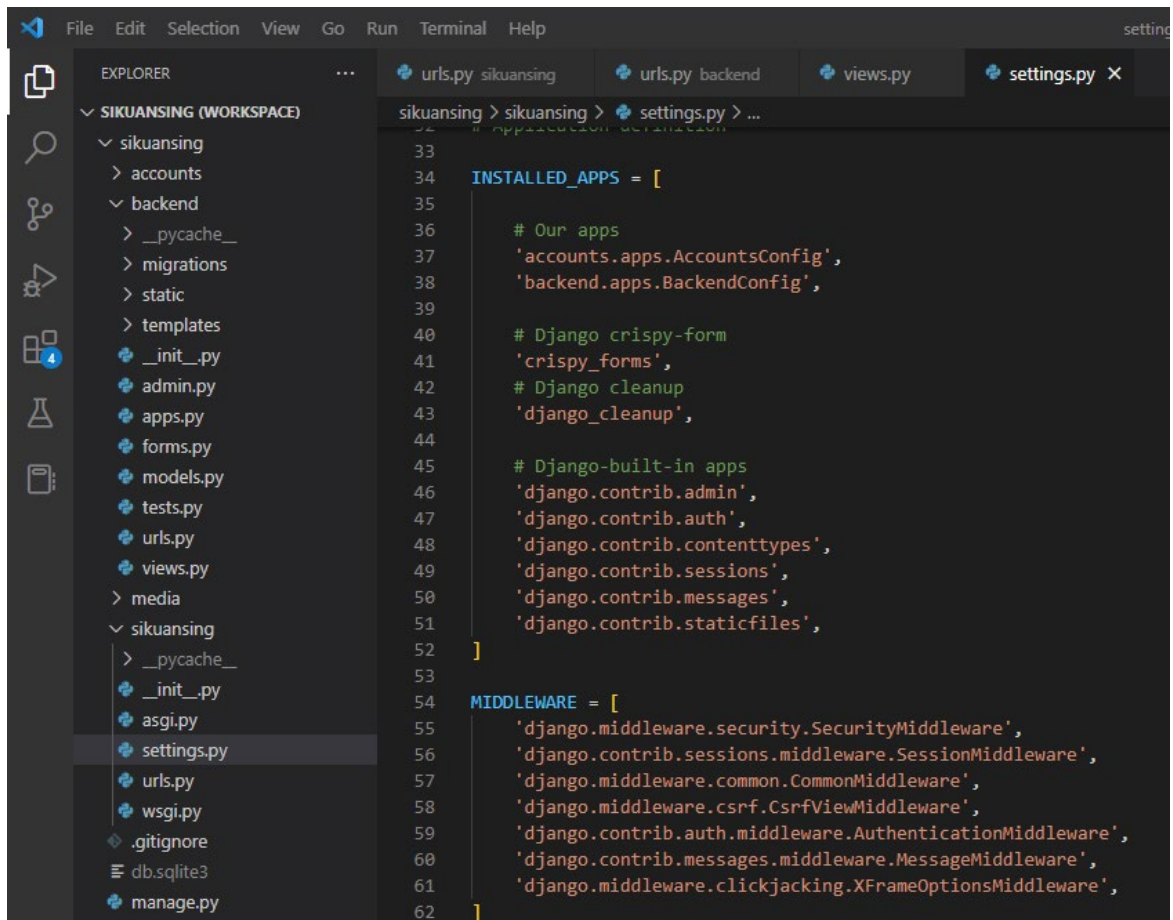 File Edit Selection View Go Run Terminal Help
setting
EXPLORER ...
SIKUANSING (WORKSPACE)
sikuansing
accounts
backend
__pycache__
migrations
static
templates
__init__.py
admin.py
apps.py
forms.py
models.py
tests.py
urls.py
views.py
media
sikuansing
__pycache__
__init__.py
asgi.py
settings.py
urls.py
wsgi.py
.gitignore
db.sqlite3
manage.py
4
urls.py sikuansing urls.py backend views.py settings.py ×
sikuansing > sikuansing > settings.py > ...
32 # Application definition
33
34 INSTALLED_APPS = [
35
36 # Our apps
37 'accounts.apps.AccountsConfig',
38 'backend.apps.BackendConfig',
39
40 # Django crispy-form
41 'crispy_forms',
42 # Django cleanup
43 'django_cleanup',
44
45 # Django-built-in apps
46 'django.contrib.admin',
47 'django.contrib.auth',
48 'django.contrib.contenttypes',
49 'django.contrib.sessions',
50 'django.contrib.messages',
51 'django.contrib.staticfiles',
52 ]
53
54 MIDDLEWARE = [
55 'django.middleware.security.SecurityMiddleware',
56 'django.contrib.sessions.middleware.SessionMiddleware',
57 'django.middleware.common.CommonMiddleware',
58 'django.middleware.csrf.CsrfViewMiddleware',
59 'django.contrib.auth.middleware.AuthenticationMiddleware',
60 'django.contrib.messages.middleware.MessageMiddleware',
61 'django.middleware.clickjacking.XFrameOptionsMiddleware',
62 ]